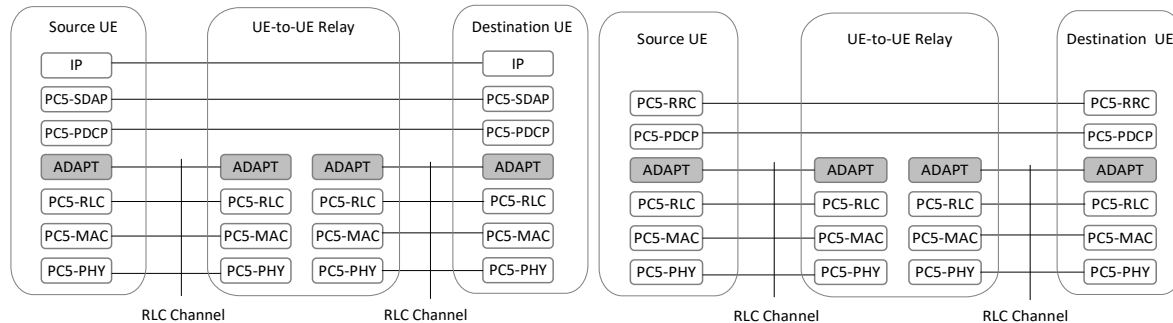 Source UE
UE-to-UE Relay
Destination UE
IP
IP
PC5-SDAP
PC5-SDAP
PC5-PDCP
PC5-PDCP
ADAPT
ADAPT
ADAPT
ADAPT
PC5-RLC
PC5-RLC
PC5-RLC
PC5-RLC
PC5-MAC
PC5-MAC
PC5-MAC
PC5-MAC
PC5-PHY
PC5-PHY
PC5-PHY
PC5-PHY
RLC Channel
RLC Channel
Source UE
UE-to-UE Relay
Destination UE
PC5-RRC
PC5-RRC
PC5-PDCP
PC5-PDCP
ADAPT
ADAPT
ADAPT
ADAPT
PC5-RLC
PC5-RLC
PC5-RLC
PC5-RLC
PC5-MAC
PC5-MAC
PC5-MAC
PC5-MAC
PC5-PHY
PC5-PHY
PC5-PHY
PC5-PHY
RLC Channel
RLC Channel